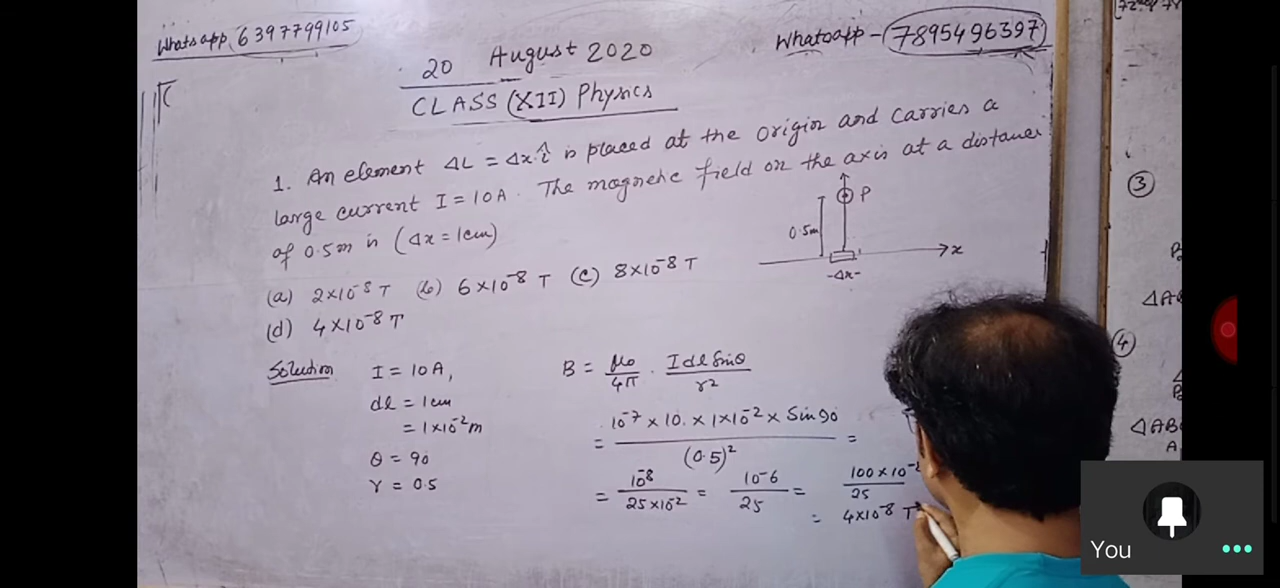 Whatsapp 6397799105
Whatsapp - 7895496397
20 August 2020
CLASS (XII) Physics
1. An element ΔL = Δx î is placed at the origin and carries a
large current I = 10A. The magnetic field on the axis at a distance
of 0.5m is (Δx = 1cm)
(a) 2×10⁻⁸ T (b) 6×10⁻⁸ T (c) 8×10⁻⁸ T
(d) 4×10⁻⁸ T
P
0.5m
x
-Δx-
Solution
I = 10A,
dl = 1cm
= 1×10⁻² m
θ = 90
r = 0.5
B = μ₀/4π . I dl Sinθ/r²
= 10⁻⁷ × 10 × 1×10⁻² × Sin 90/(0.5)² =
= 10⁻⁸/25×10⁻² = 10⁻⁶/25 = 100×10⁻⁸/25
= 4×10⁻⁸ T
3
4
ΔAB
You